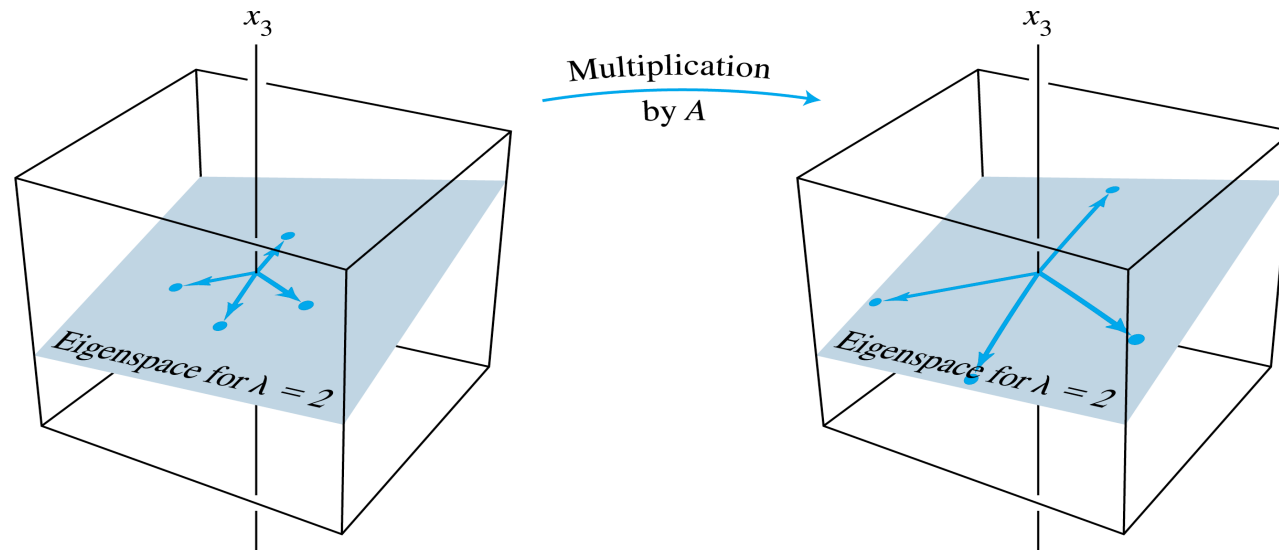 x₃
Multiplication
by A
x₃
Eigenspace for λ = 2
Eigenspace for λ = 2